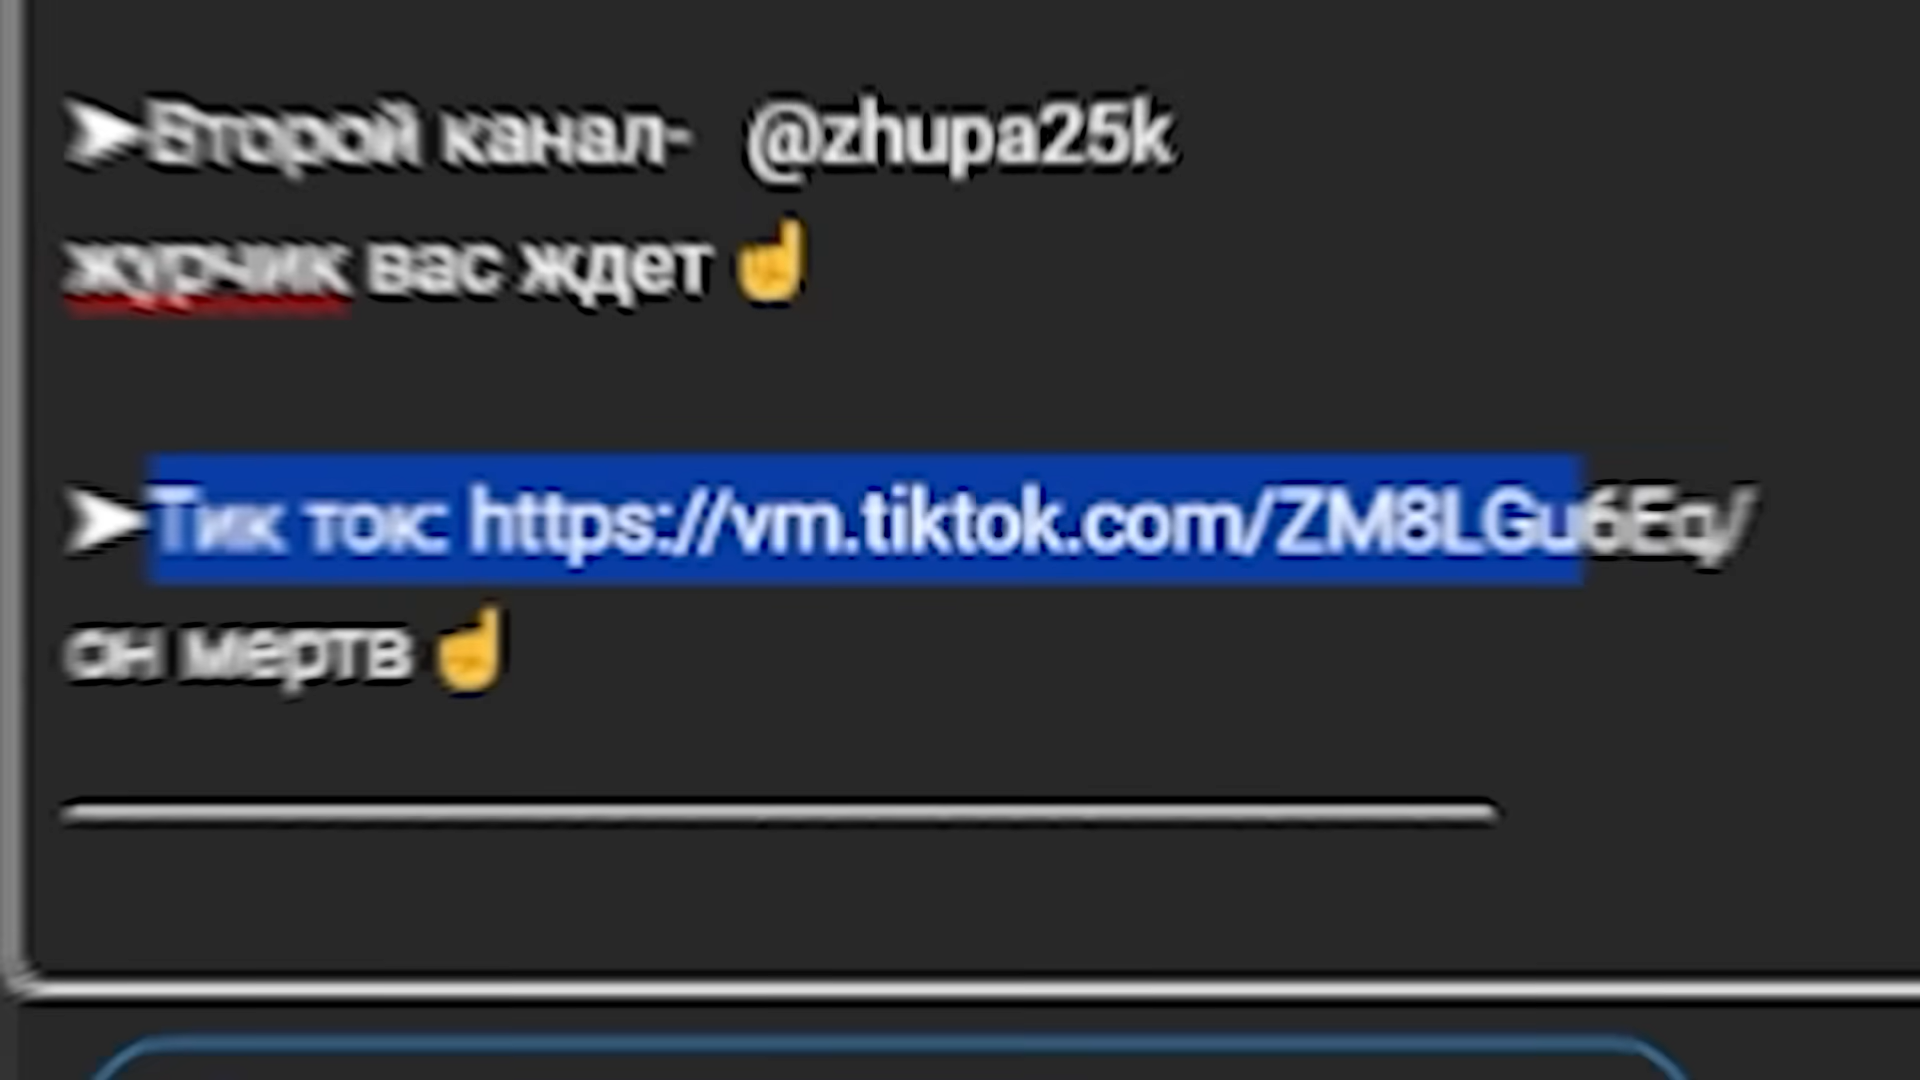 ➤Второй канал- @zhupa25k
журчик вас ждет☝
➤Тик ток: https://vm.tiktok.com/ZM8LGu6Eq/
он мертв☝